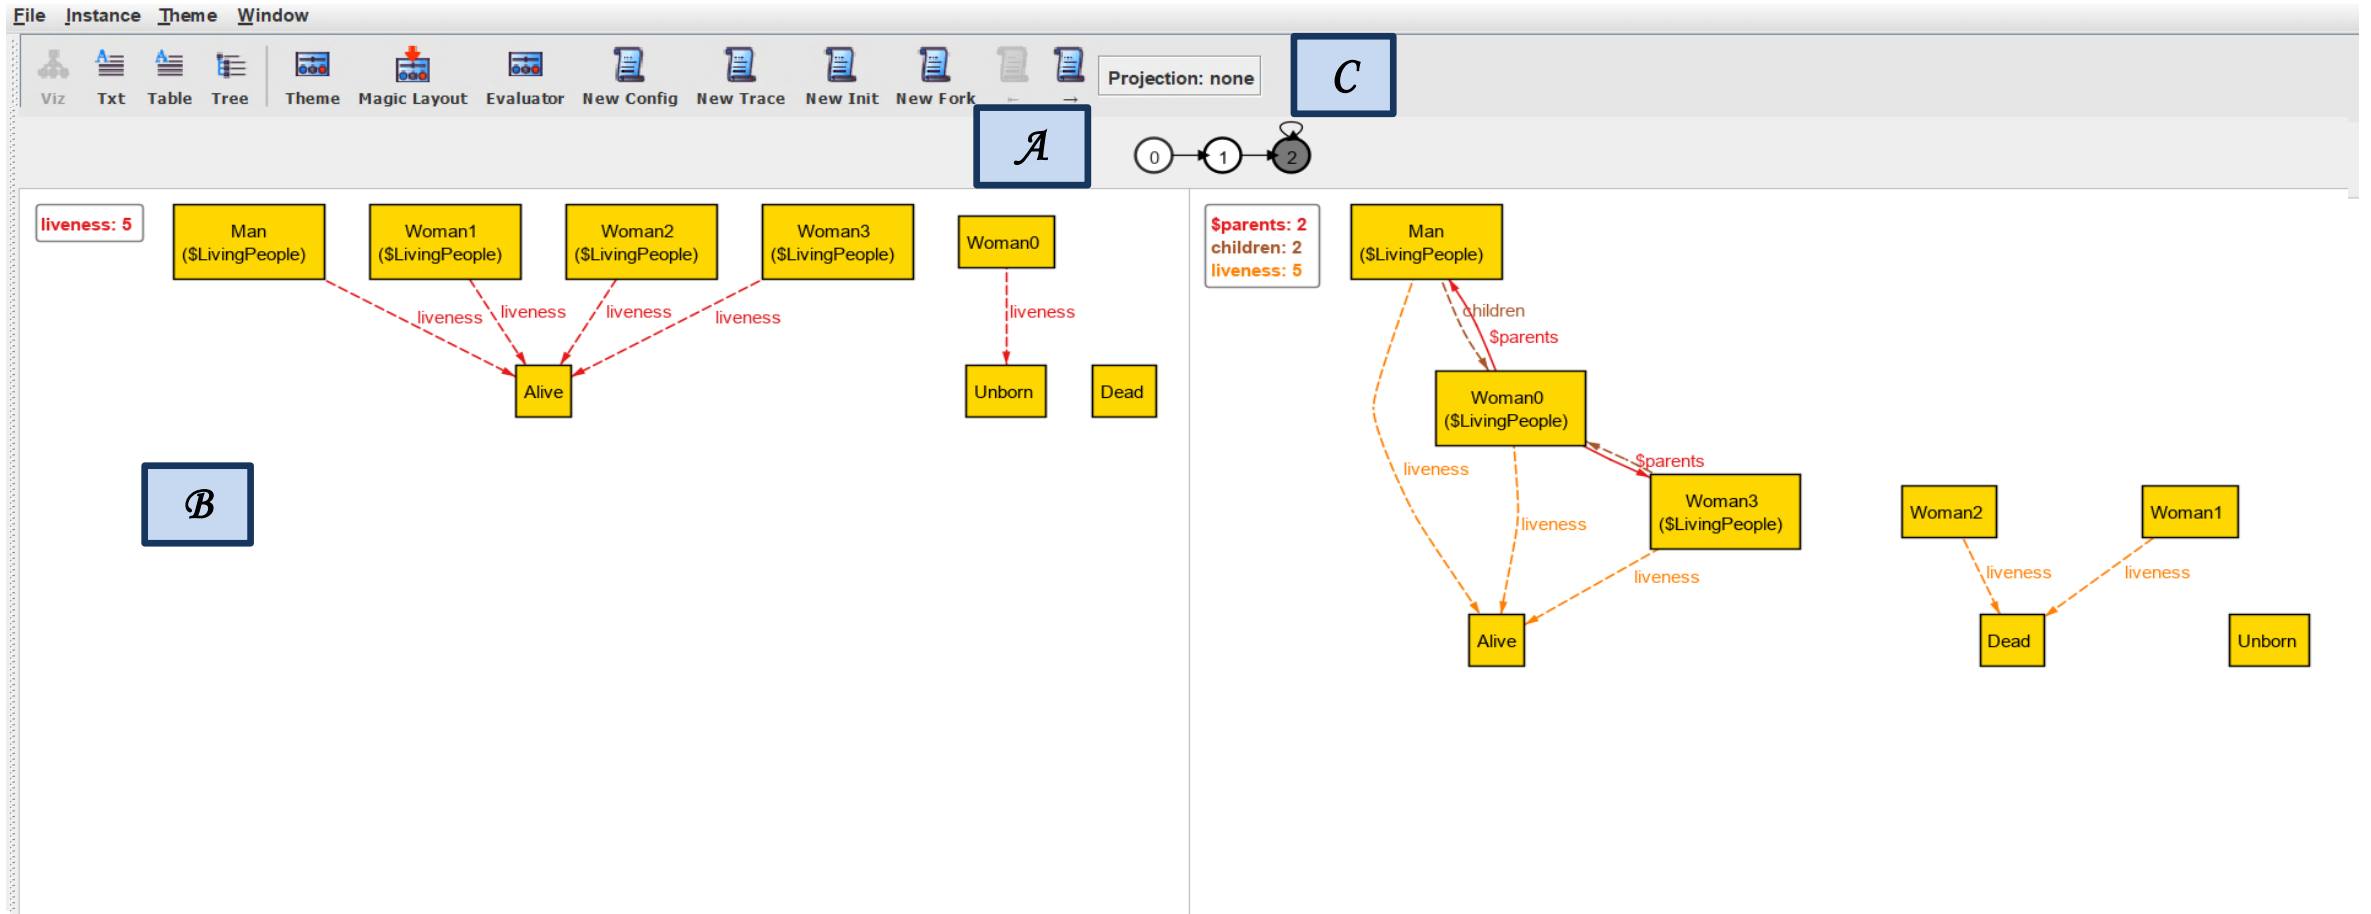 File Instance Theme Window
Viz Txt Table Tree Theme Magic Layout Evaluator New Config New Trace New Init New Fork ← → Projection: none
C
A
0 1 2
liveness: 5
Man
($LivingPeople)
Woman1
($LivingPeople)
Woman2
($LivingPeople)
Woman3
($LivingPeople)
Woman0
liveness liveness liveness liveness liveness
Alive Unborn Dead
B
$parents: 2
children: 2
liveness: 5
Man
($LivingPeople)
children
$parents
Woman0
($LivingPeople)
$parents
liveness
Woman3
($LivingPeople)
Woman2 Woman1
liveness
liveness liveness liveness
Alive Dead Unborn